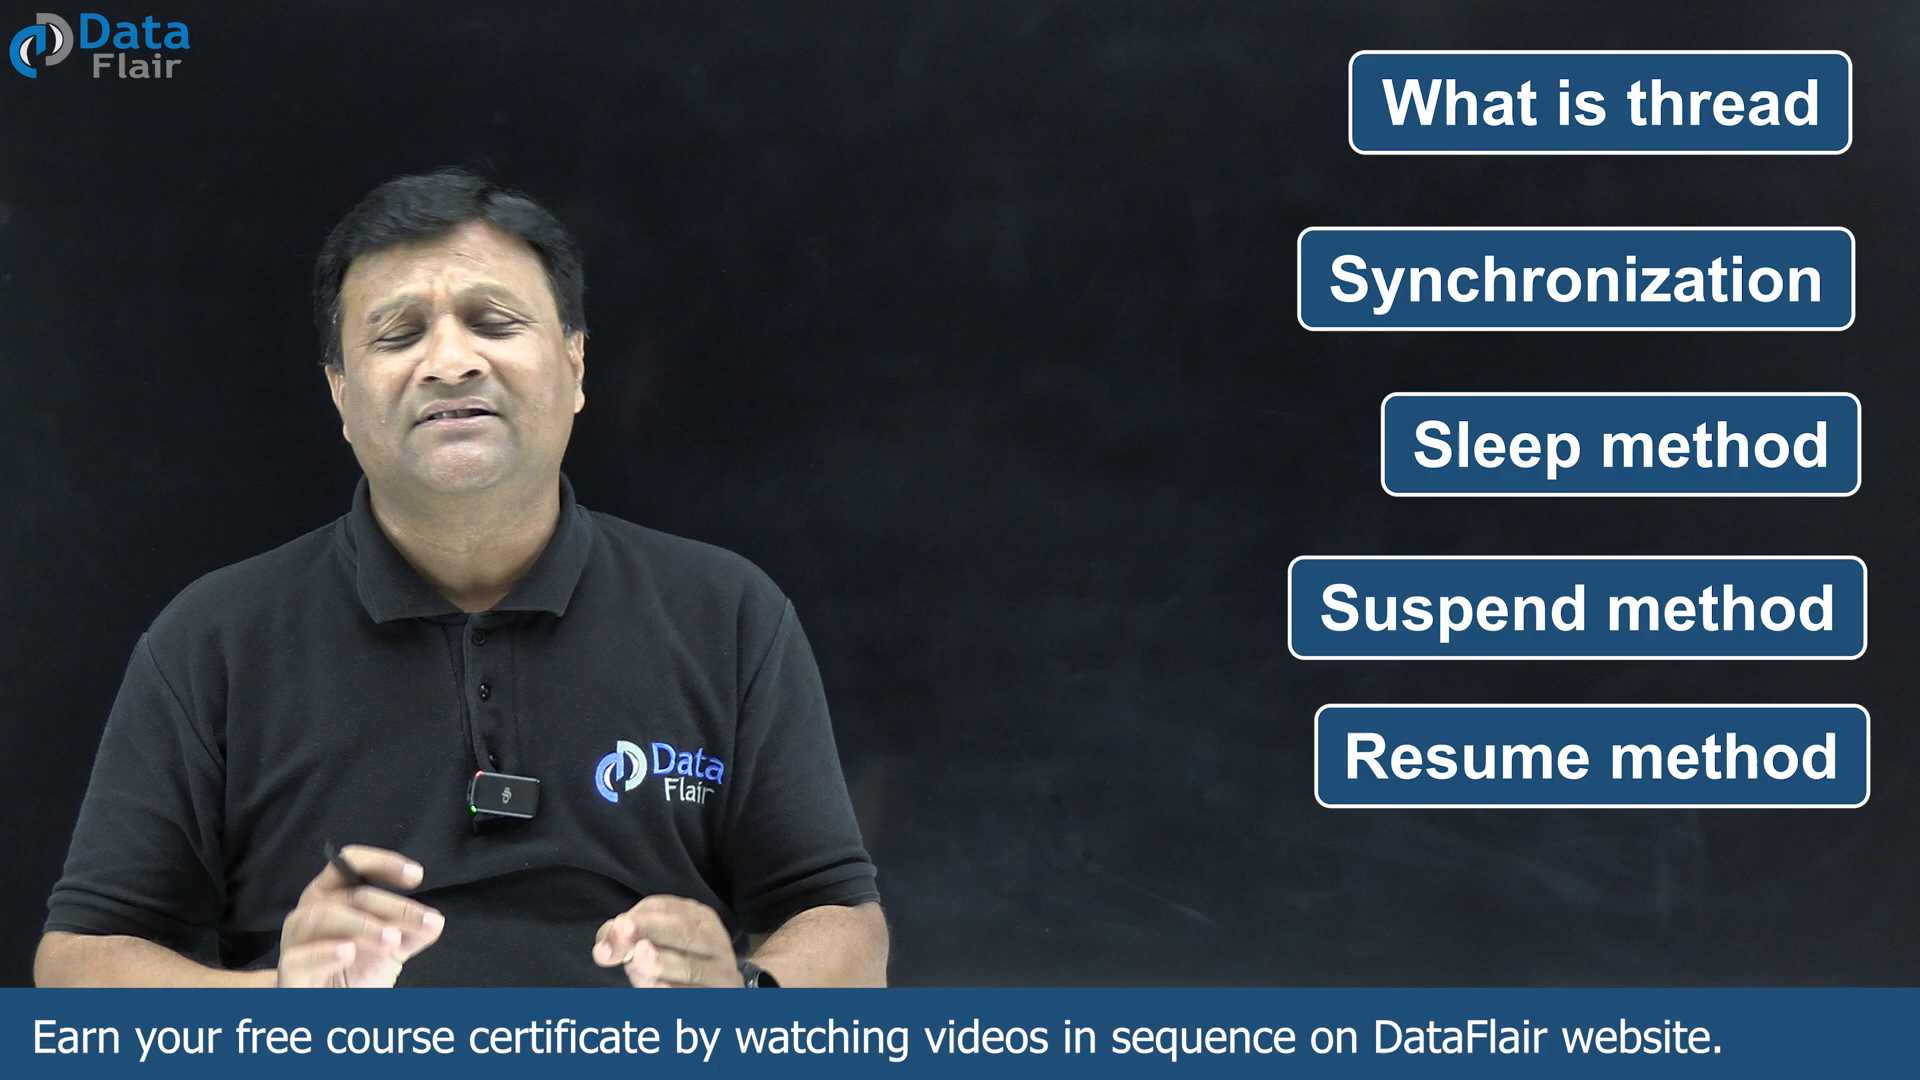 Data
Flair
What is thread
Synchronization
Sleep method
Suspend method
Resume method
Data
Flair
Earn your free course certificate by watching videos in sequence on DataFlair website.